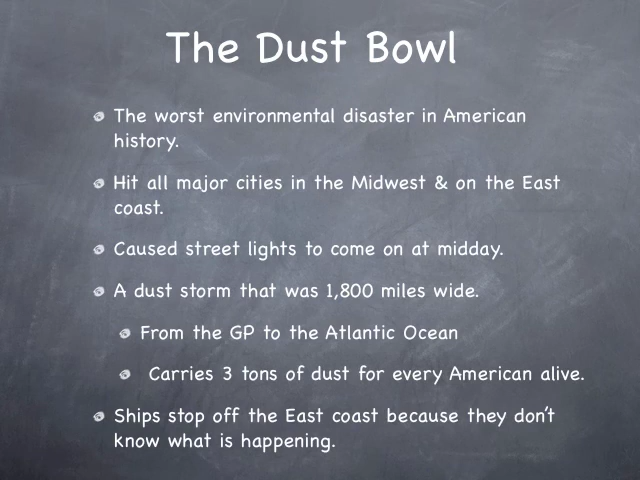 The Dust Bowl
The worst environmental disaster in American
history.
Hit all major cities in the Midwest & on the East
coast.
Caused street lights to come on at midday.
A dust storm that was 1,800 miles wide.
From the GP to the Atlantic Ocean
Carries 3 tons of dust for every American alive.
Ships stop off the East coast because they don't
know what is happening.